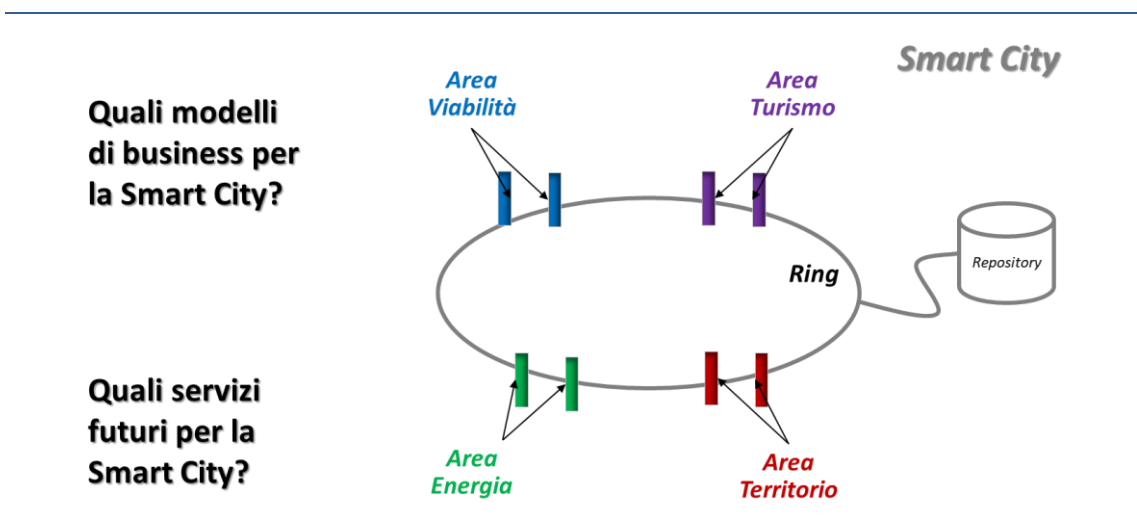 Smart City
Quali modelli
di business per
la Smart City?
Area
Viabilità
Area
Turismo
Ring
Repository
Quali servizi
futuri per la
Smart City?
Area
Energia
Area
Territorio